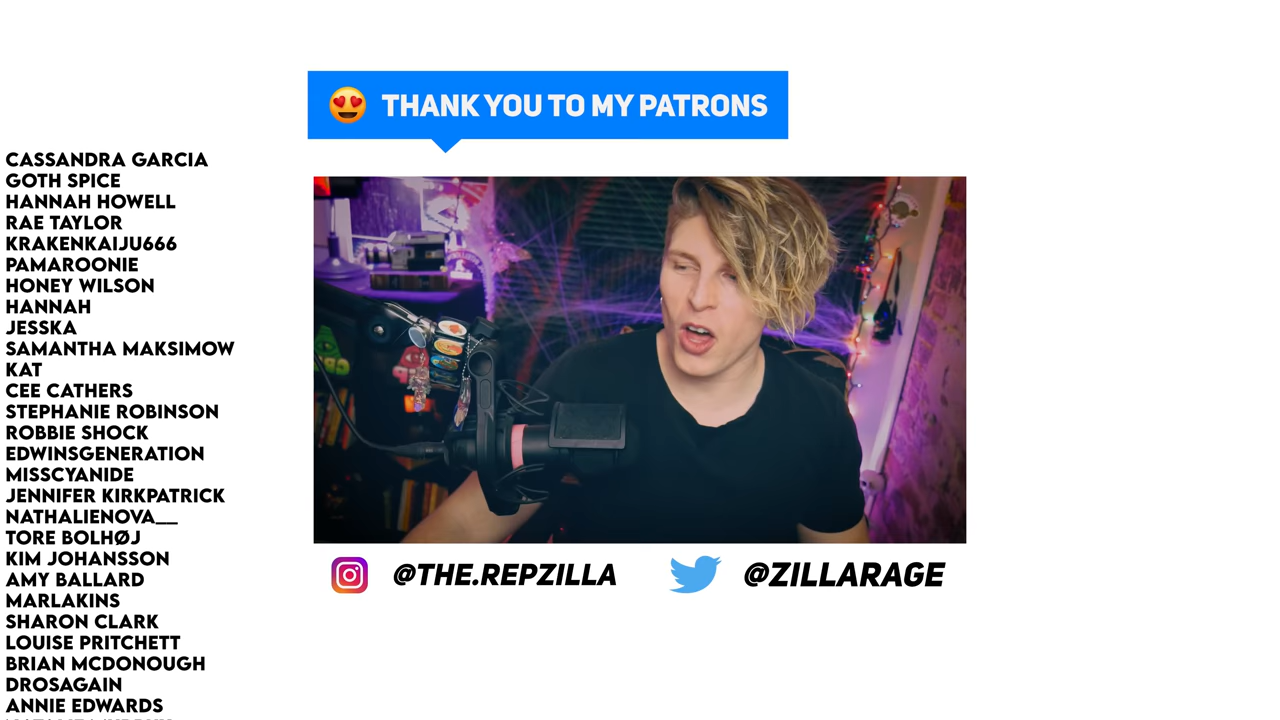 THANK YOU TO MY PATRONS
CASSANDRA GARCIA
GOTH SPICE
HANNAH HOWELL
RAE TAYLOR
KRAKENKAIJU666
PAMAROONIE
HONEY WILSON
HANNAH
JESSKA
SAMANTHA MAKSIMOW
KAT
CEE CATHERS
STEPHANIE ROBINSON
ROBBIE SHOCK
EDWINSGENERATION
MISSCYANIDE
JENNIFER KIRKPATRICK
NATHALIENOVA__
TORE BOLHØJ
KIM JOHANSSON
AMY BALLARD
MARLAKINS
SHARON CLARK
LOUISE PRITCHETT
BRIAN MCDONOUGH
DROSAGAIN
ANNIE EDWARDS
@THE.REPZILLA
@ZILLARAGE